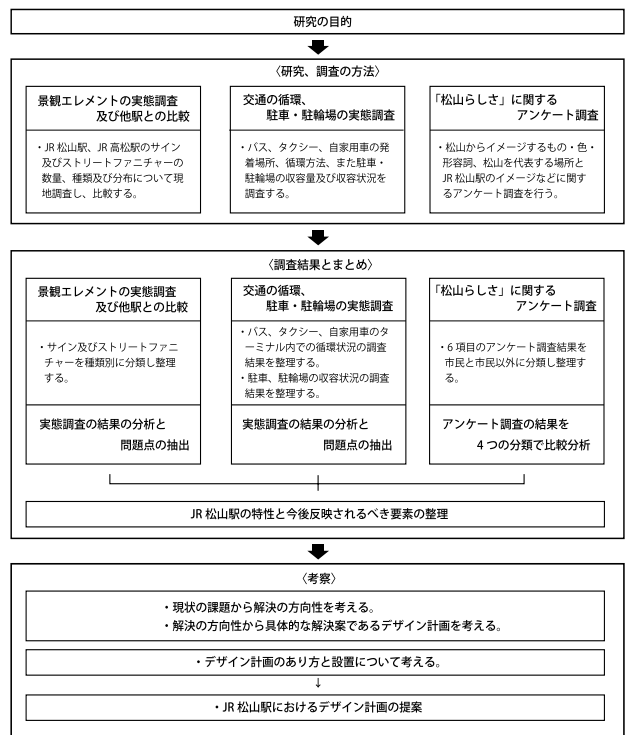 研究の目的
〈研究、調査の方法〉
景観エレメントの実態調査
及び他駅との比較
・JR 松山駅、JR 高松駅のサイン
及びストリートファニチャーの
数量、種類及び分布について現
地調査し、比較する。
交通の循環、
駐車・駐輪場の実態調査
・バス、タクシー、自家用車の発
着場所、循環方法、また駐車・
駐輪場の収容量及び収容状況を
調査する。
「松山らしさ」に関する
アンケート調査
・松山からイメージするもの・色・
形容詞、松山を代表する場所と
JR 松山駅のイメージなどに関す
るアンケート調査を行う。
〈調査結果とまとめ〉
景観エレメントの実態調査
及び他駅との比較
・サイン及びストリートファニ
チャーを種類別に分類し整理
する。
実態調査の結果の分析と
問題点の抽出
交通の循環、
駐車・駐輪場の実態調査
・バス、タクシー、自家用車のタ
ーミナル内での循環状況の調査
結果を整理する。
・駐車、駐輪場の収容状況の調査
結果を整理する。
実態調査の結果の分析と
問題点の抽出
「松山らしさ」に関する
アンケート調査
・6 項目のアンケート調査結果を
市民と市民以外に分類し整理す
る。
アンケート調査の結果を
4 つの分類で比較分析
JR 松山駅の特性と今後反映されるべき要素の整理
〈考察〉
・現状の課題から解決の方向性を考える。
・解決の方向性から具体的な解決案であるデザイン計画を考える。
・デザイン計画のあり方と設置について考える。
↓
・JR 松山駅におけるデザイン計画の提案